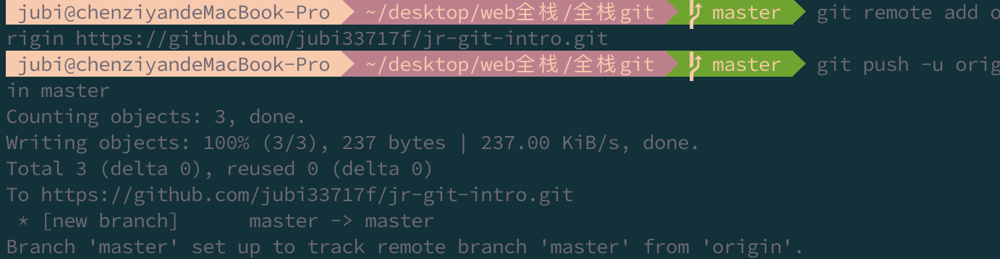 jubi@chenziyandeMacBook-Pro ~/desktop/web全栈/全栈git master git remote add o
rigin https://github.com/jubi33717f/jr-git-intro.git
jubi@chenziyandeMacBook-Pro ~/desktop/web全栈/全栈git master git push -u orig
in master
Counting objects: 3, done.
Writing objects: 100% (3/3), 237 bytes | 237.00 KiB/s, done.
Total 3 (delta 0), reused 0 (delta 0)
To https://github.com/jubi33717f/jr-git-intro.git
 * [new branch]      master -> master
Branch 'master' set up to track remote branch 'master' from 'origin'.